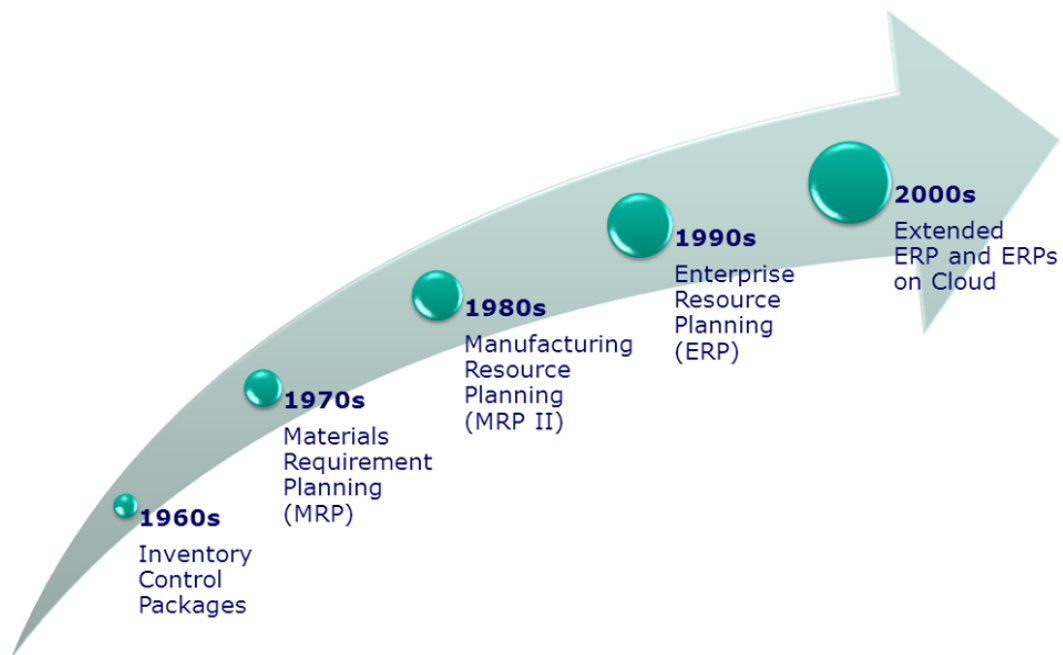 1960s
Inventory
Control
Packages
1970s
Materials
Requirement
Planning
(MRP)
1980s
Manufacturing
Resource
Planning
(MRP II)
1990s
Enterprise
Resource
Planning
(ERP)
2000s
Extended
ERP and ERPs
on Cloud